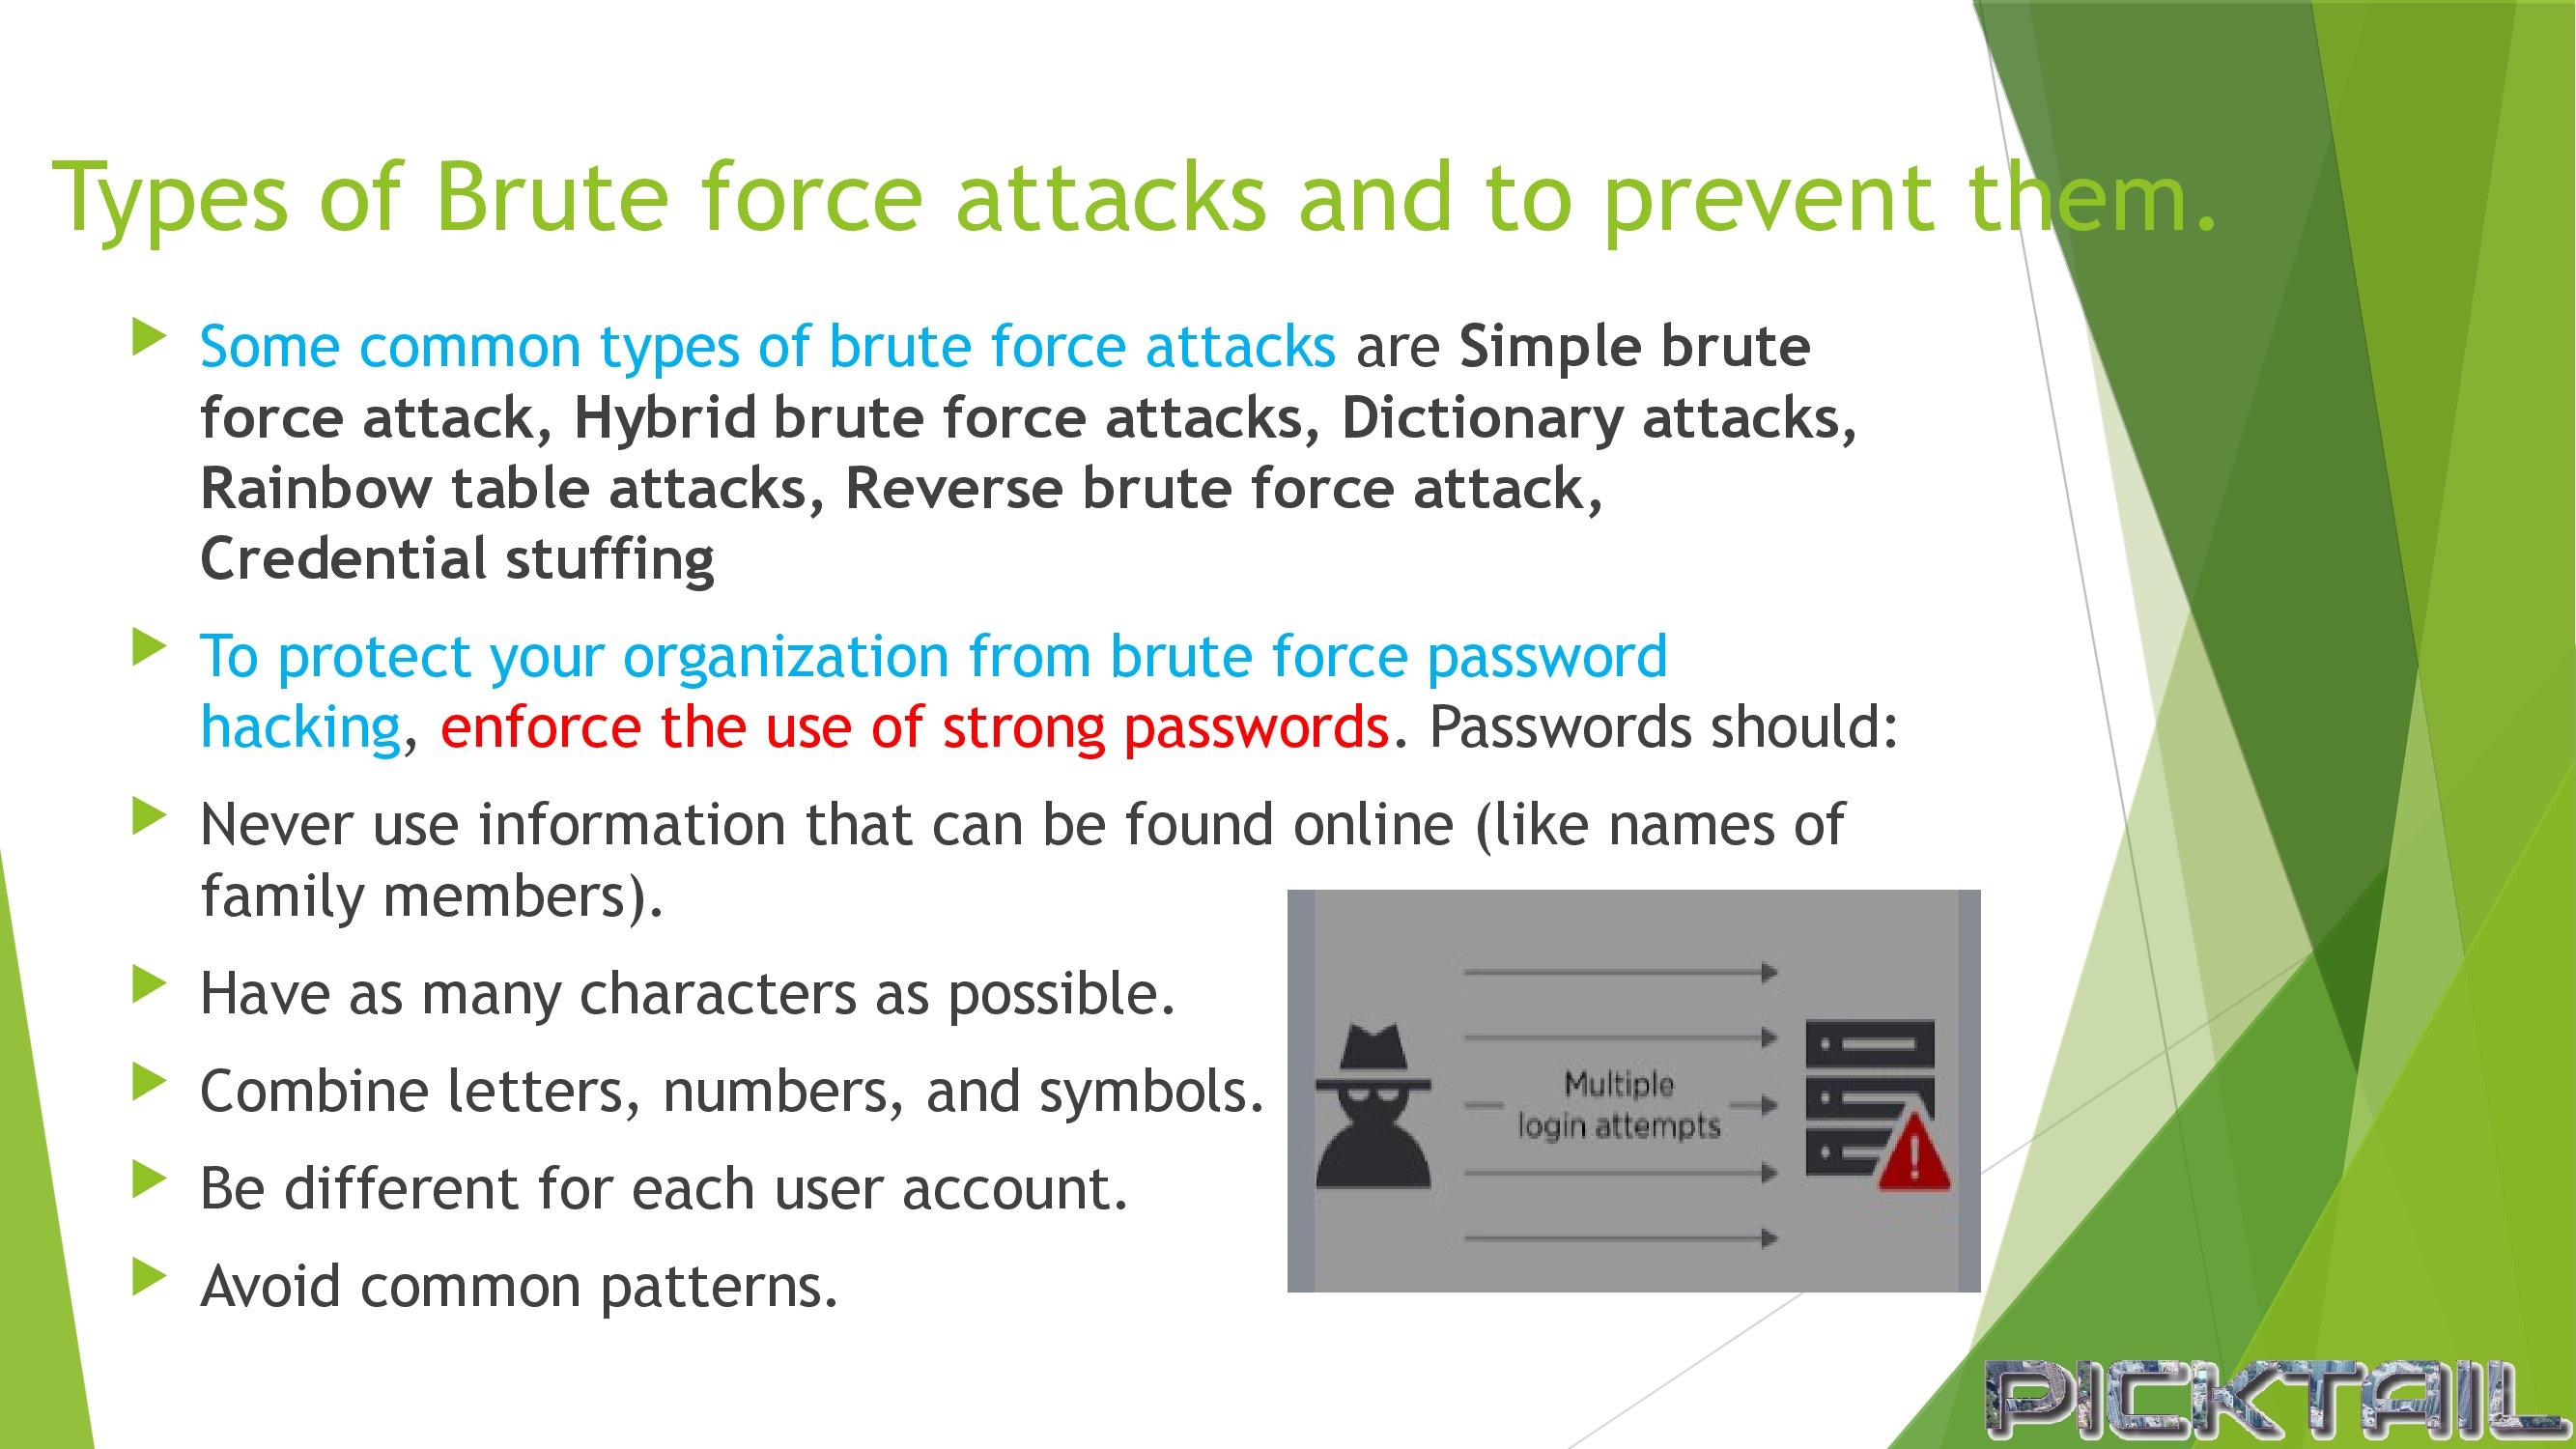 Types of Brute force attacks and to prevent them.
Some common types of brute force attacks are Simple brute
force attack, Hybrid brute force attacks, Dictionary attacks,
Rainbow table attacks, Reverse brute force attack,
Credential stuffing
To protect your organization from brute force password
hacking, enforce the use of strong passwords. Passwords should:
Never use information that can be found online (like names of
family members).
Have as many characters as possible.
Combine letters, numbers, and symbols.
Be different for each user account.
Avoid common patterns.
Multiple
login attempts
PICKTAIL